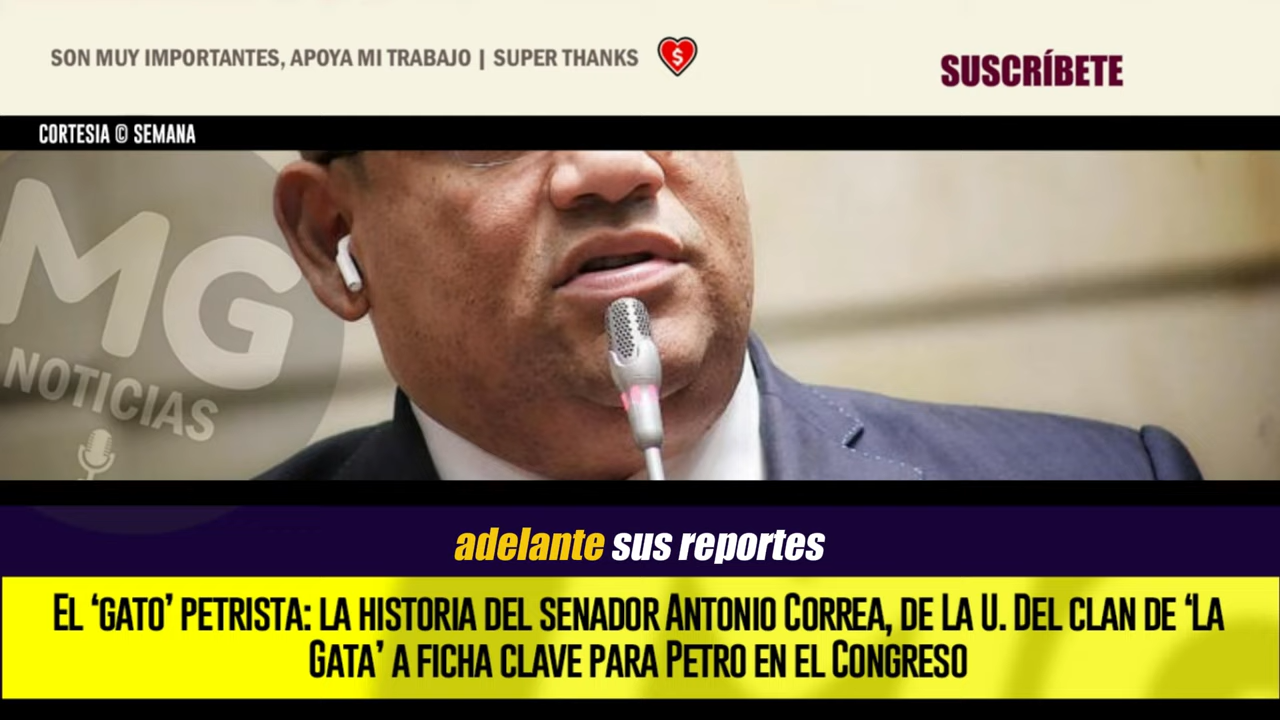 SON MUY IMPORTANTES, APOYA MI TRABAJO | SUPER THANKS $
SUSCRÍBETE
CORTESIA © SEMANA
MG
NOTICIAS
adelante sus reportes
EL ‘GATO’ PETRISTA: LA HISTORIA DEL SENADOR ANTONIO CORREA, DE LA U. DEL CLAN DE ‘LA
GATA’ A FICHA CLAVE PARA PETRO EN EL CONGRESO